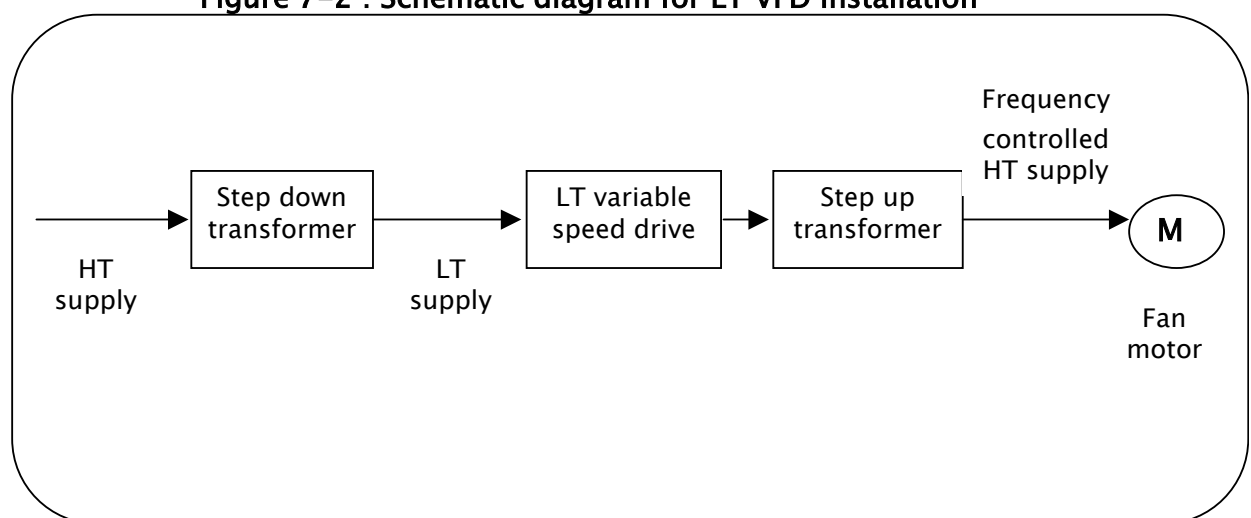 Figure 7-2 : Schematic diagram for LT VFD installation
Frequency
controlled
HT supply
Step down
transformer
LT variable
speed drive
Step up
transformer
M
HT
supply
LT
supply
Fan
motor